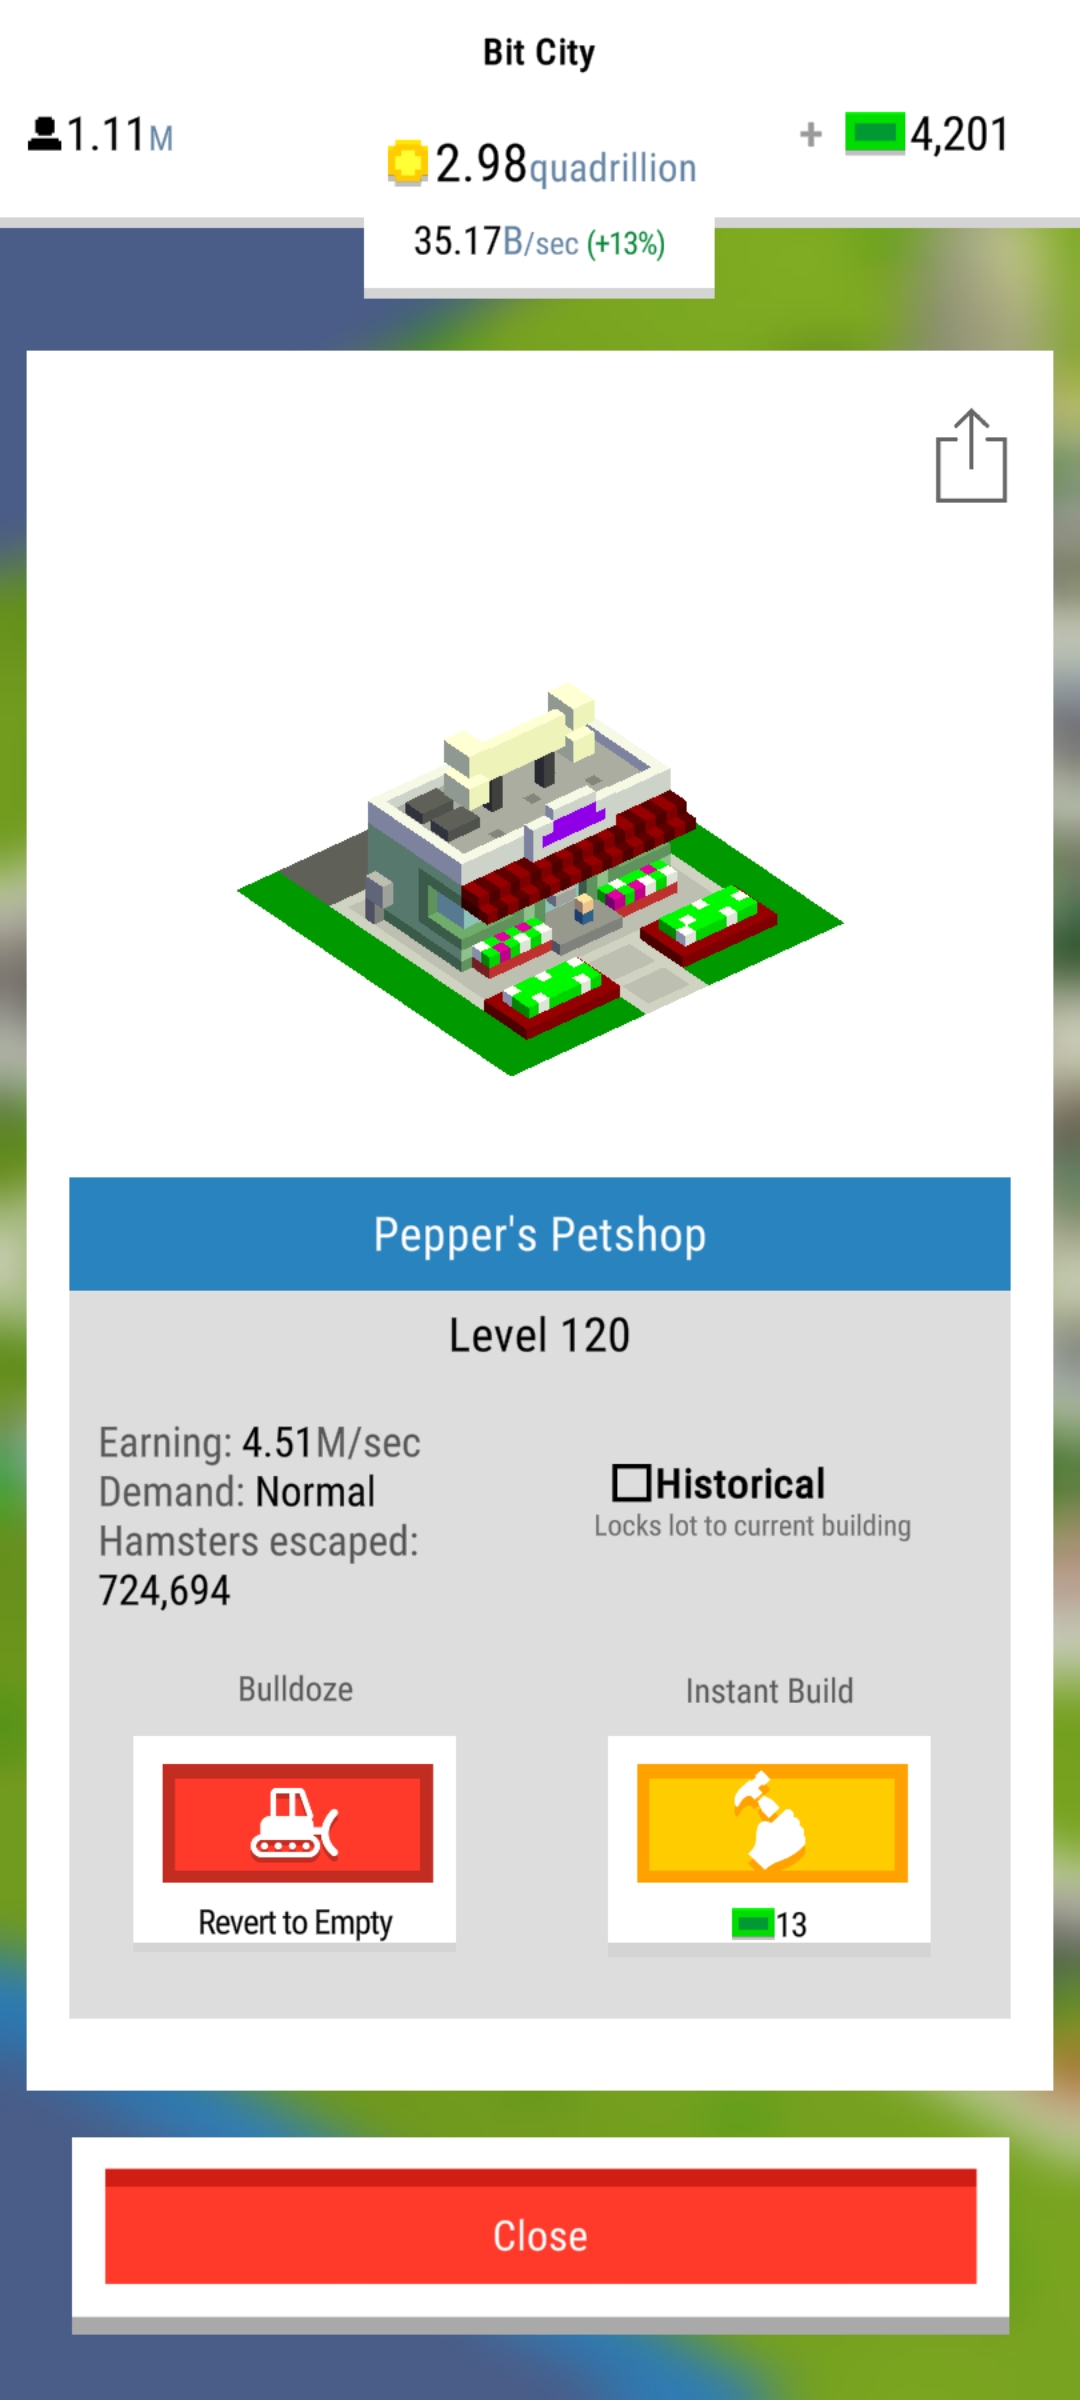 Bit City
1.11M
2.98quadrillion
+ 4,201
35.17B/sec (+13%)
Pepper's Petshop
Level 120
Earning: 4.51M/sec
Demand: Normal
Hamsters escaped:
724,694
Historical
Locks lot to current building
Bulldoze
Instant Build
Revert to Empty
13
Close